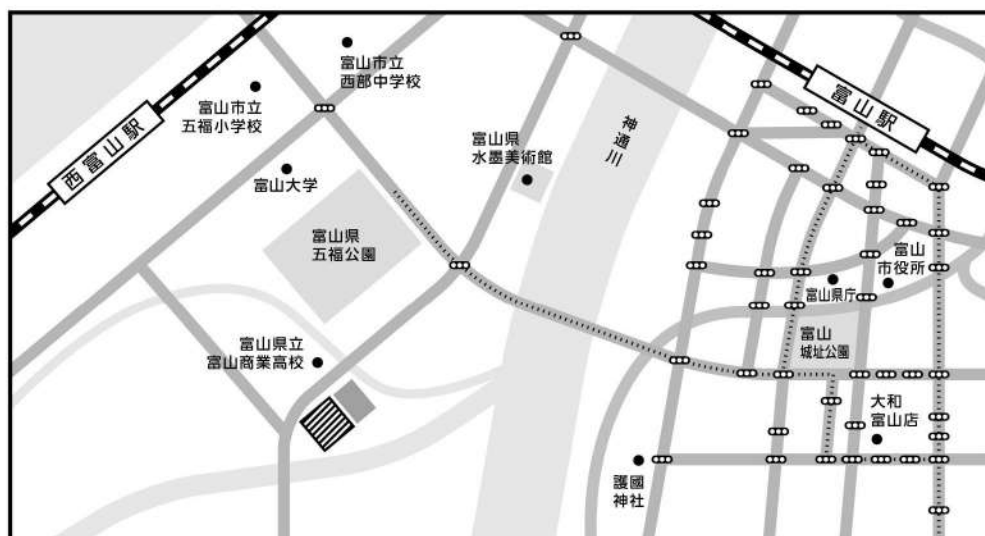 富山市立
西部中学校
富山市立
五福小学校
西富山駅
富山大学
富山県
水墨美術館
神通川
富山駅
富山県
五福公園
富山
市役所
富山県庁
富山
城址公園
富山県立
富山商業高校
大和
富山店
護國
神社